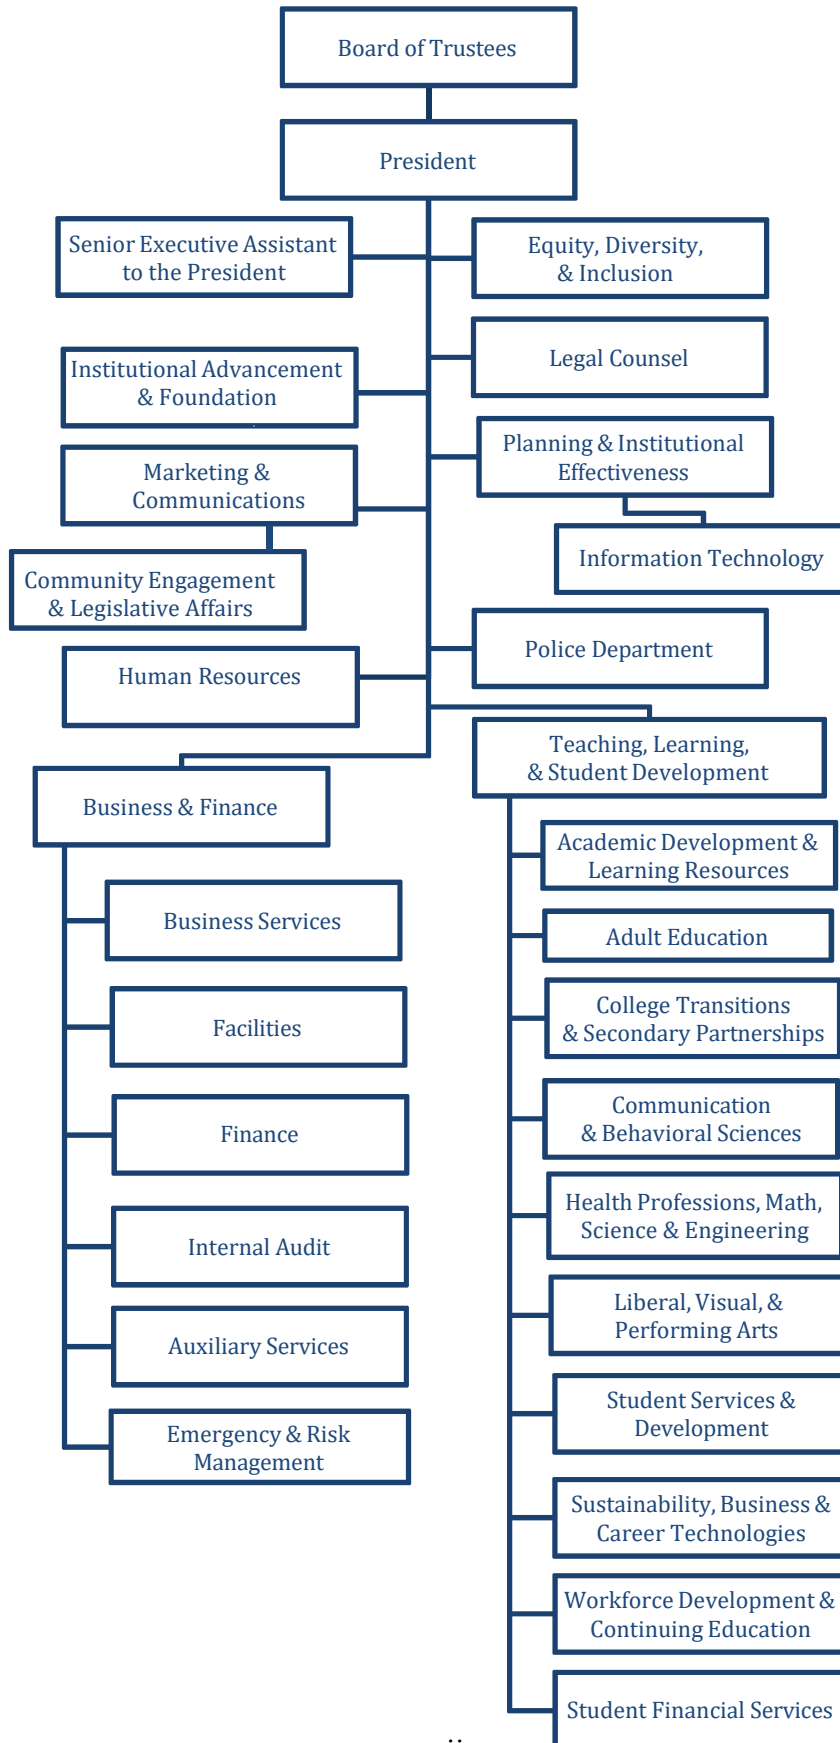 Board of Trustees
President
Senior Executive Assistant
to the President
Equity, Diversity,
& Inclusion
Legal Counsel
Institutional Advancement
& Foundation
Planning & Institutional
Effectiveness
Marketing &
Communications
Information Technology
Community Engagement
& Legislative Affairs
Police Department
Human Resources
Teaching, Learning,
& Student Development
Business & Finance
Academic Development &
Learning Resources
Business Services
Adult Education
College Transitions
& Secondary Partnerships
Facilities
Communication
& Behavioral Sciences
Finance
Health Professions, Math,
Science & Engineering
Internal Audit
Liberal, Visual, &
Performing Arts
Auxiliary Services
Student Services &
Development
Emergency & Risk
Management
Sustainability, Business &
Career Technologies
Workforce Development &
Continuing Education
Student Financial Services